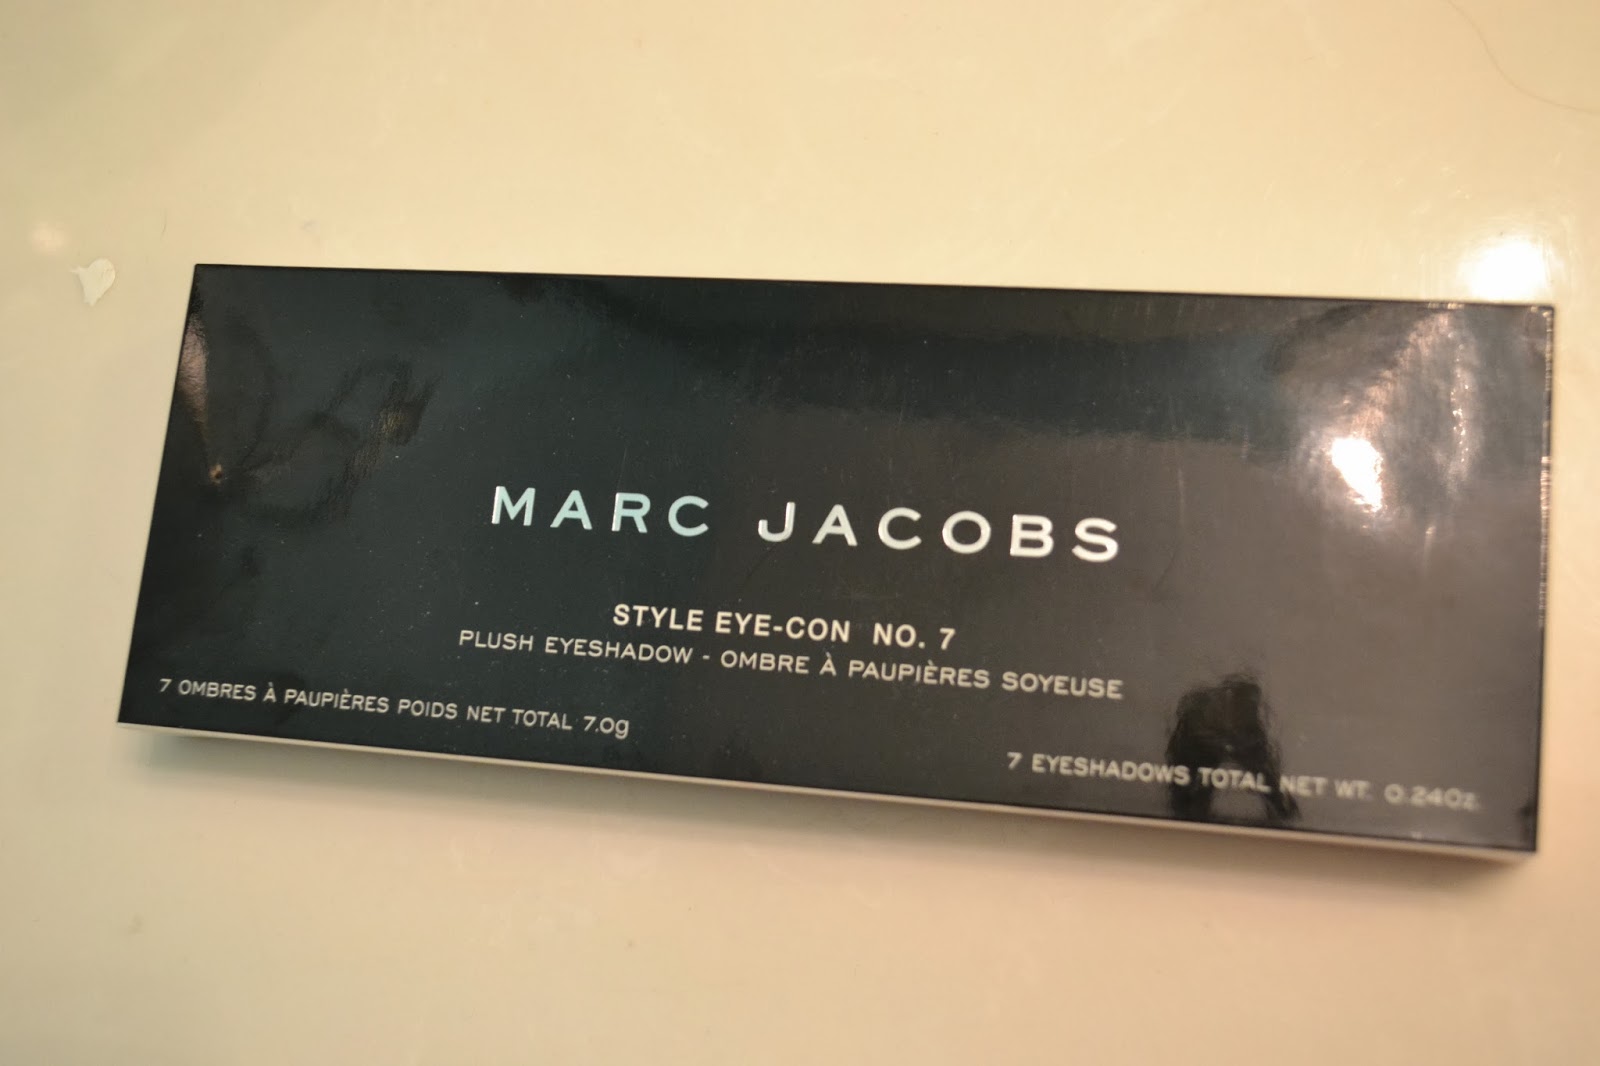 MARC JACOBS
STYLE EYE-CON NO. 7
PLUSH EYESHADOW - OMBRE À PAUPIÈRES SOYEUSE
7 OMBRES À PAUPIÈRES POIDS NET TOTAL 7.0g
7 EYESHADOWS TOTAL NET WT. 0.24OZ.